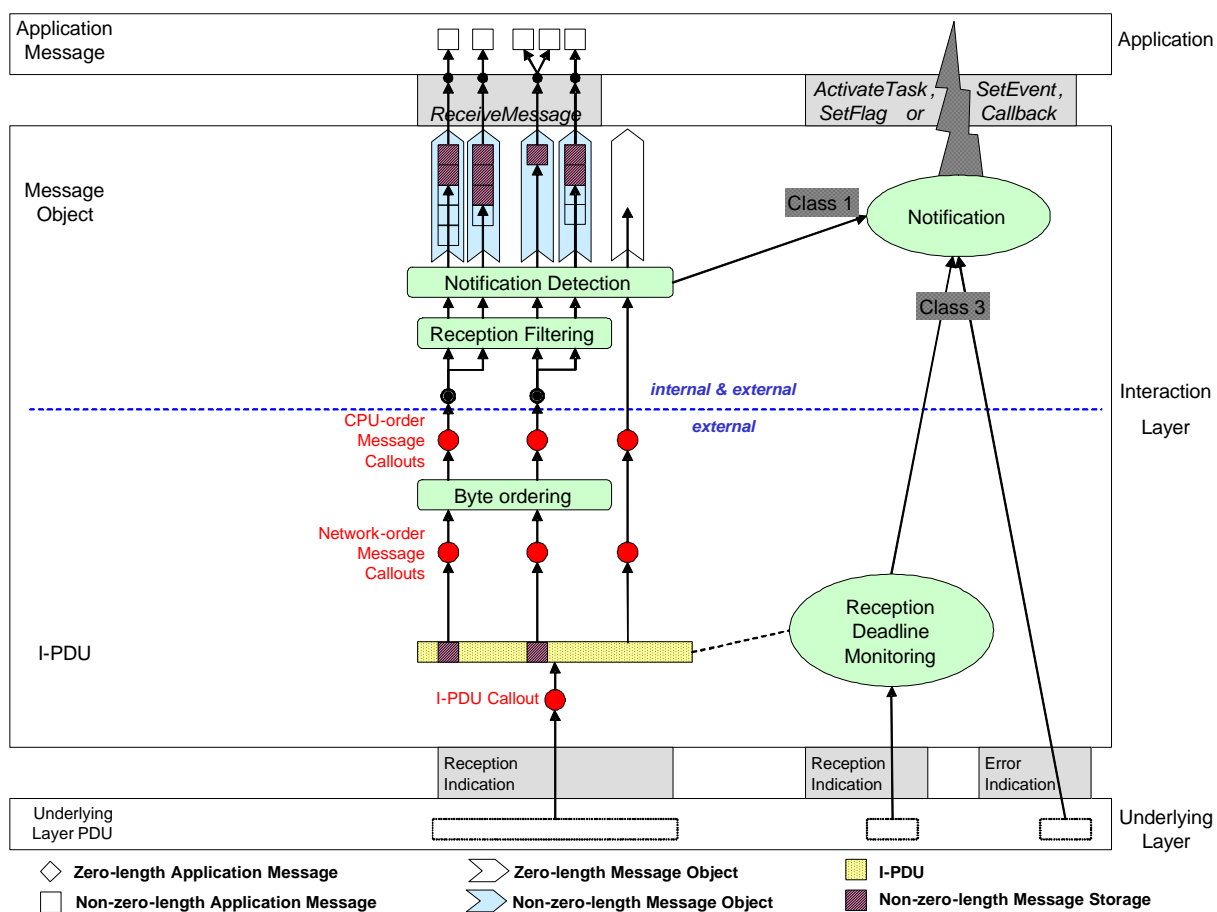 Application
Message
Application
ReceiveMessage
ActivateTask, SetEvent,
SetFlag or Callback
Message
Object
Class 1
Notification
Notification Detection
Class 3
Reception Filtering
internal & external
Interaction
Layer
external
CPU-order
Message
Callouts
Byte ordering
Network-order
Message
Callouts
Reception
Deadline
Monitoring
I-PDU
I-PDU Callout
Reception
Indication
Reception
Indication
Error
Indication
Underlying
Layer PDU
Underlying
Layer
Zero-length Application Message
Zero-length Message Object
I-PDU
Non-zero-length Application Message
Non-zero-length Message Object
Non-zero-length Message Storage